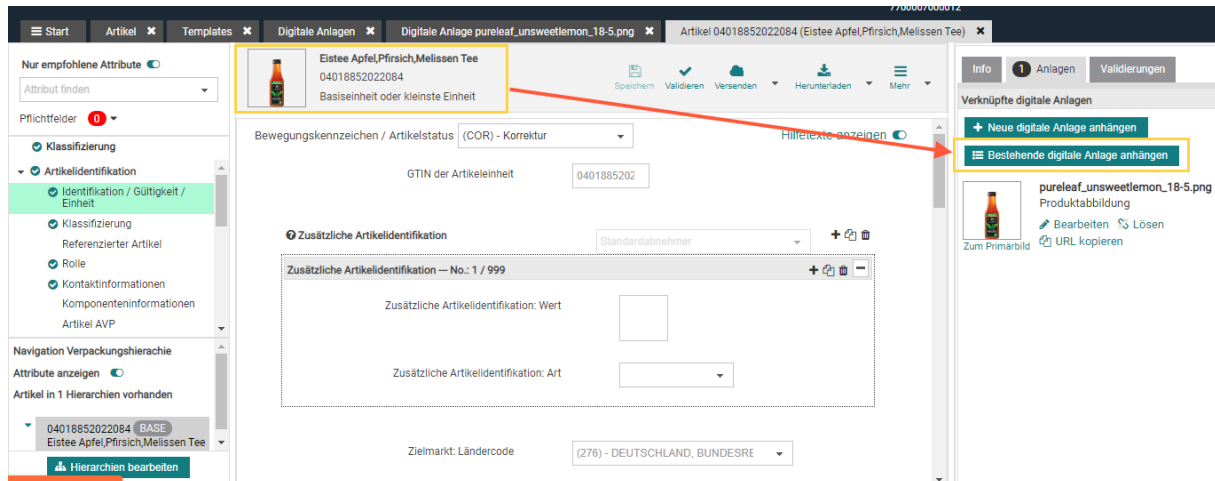 7700007000012
Start
Artikel
Templates
Digitale Anlagen
Digitale Anlage pureleaf_unsweetlemon_18-5.png
Artikel 04018852022084 (Eistee Apfel,Pfirsich,Melissen Tee)
Nur empfohlene Attribute
Attribut finden
Pflichtfelder 0
Klassifizierung
Artikelidentifikation
Identifikation / Gültigkeit /
Einheit
Klassifizierung
Referenzierter Artikel
Rolle
Kontaktinformationen
Komponenteninformationen
Artikel AVP
Navigation Verpackungshierachie
Attribute anzeigen
Artikel in 1 Hierarchien vorhanden
04018852022084 BASE
Eistee Apfel,Pfirsich,Melissen Tee
Hierarchien bearbeiten
Eistee Apfel,Pfirsich,Melissen Tee
04018852022084
Basiseinheit oder kleinste Einheit
Speichern
Validieren
Versenden
Herunterladen
Mehr
Bewegungskennzeichen / Artikelstatus (COR) - Korrektur
Hilfetexte anzeigen
GTIN der Artikeleinheit 0401885202
Zusätzliche Artikelidentifikation Standardabnehmer
Zusätzliche Artikelidentifikation — No.: 1 / 999
Zusätzliche Artikelidentifikation: Wert
Zusätzliche Artikelidentifikation: Art
Zielmarkt: Ländercode (276) - DEUTSCHLAND, BUNDESRE
Info
1 Anlagen
Validierungen
Verknüpfte digitale Anlagen
+ Neue digitale Anlage anhängen
Bestehende digitale Anlage anhängen
pureleaf_unsweetlemon_18-5.png
Produktabbildung
Bearbeiten Lösen
Zum Primärbild URL kopieren